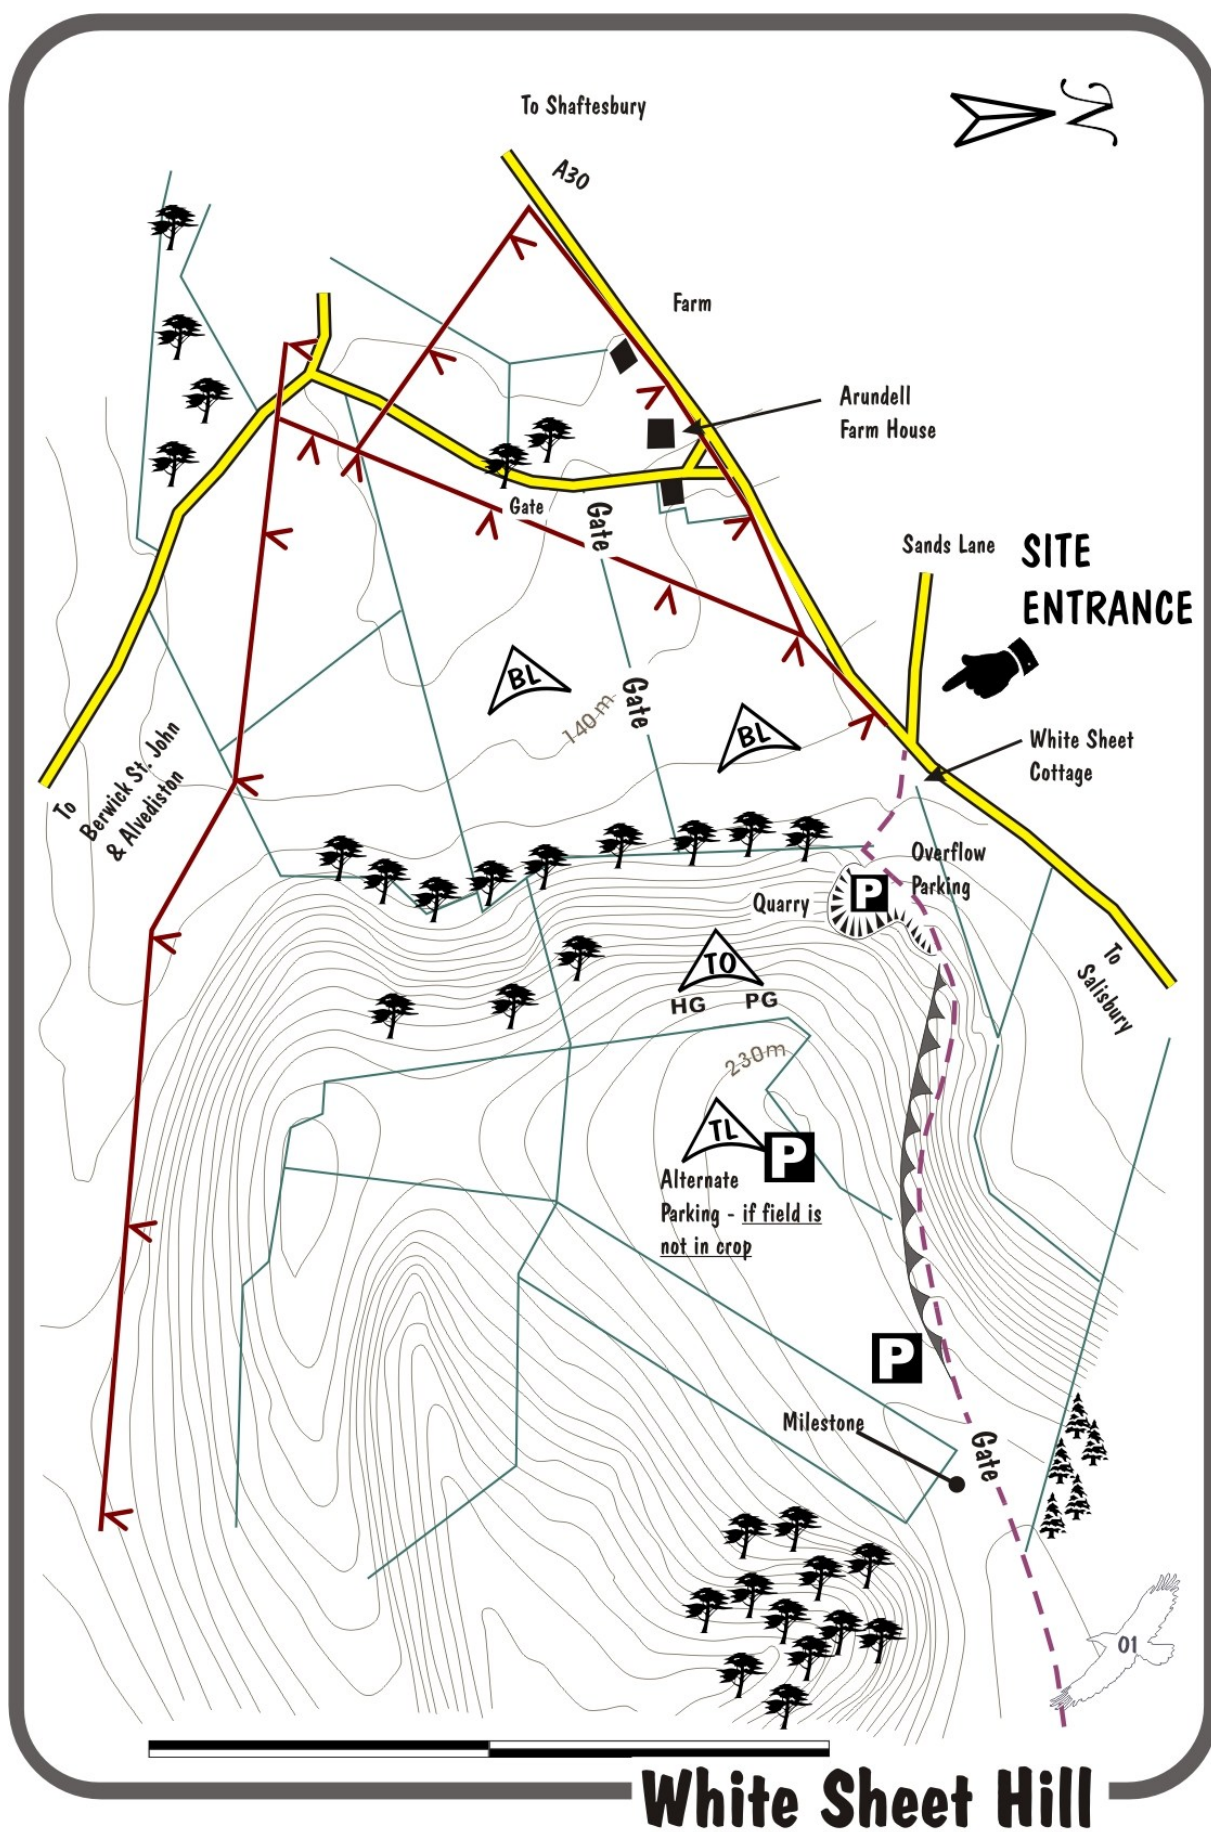 To Shaftesbury
N
A30
Farm
Arundell
Farm House
Gate
Gate
Sands Lane
SITE
ENTRANCE
BL
Gate
140 m
BL
White Sheet
Cottage
To
Berwick St. John
& Alvediston
Overflow
Parking
P
Quarry
To
Salisbury
TO
HG PG
230m
TL
P
Alternate
Parking - if field is
not in crop
P
Milestone
Gate
01
White Sheet Hill